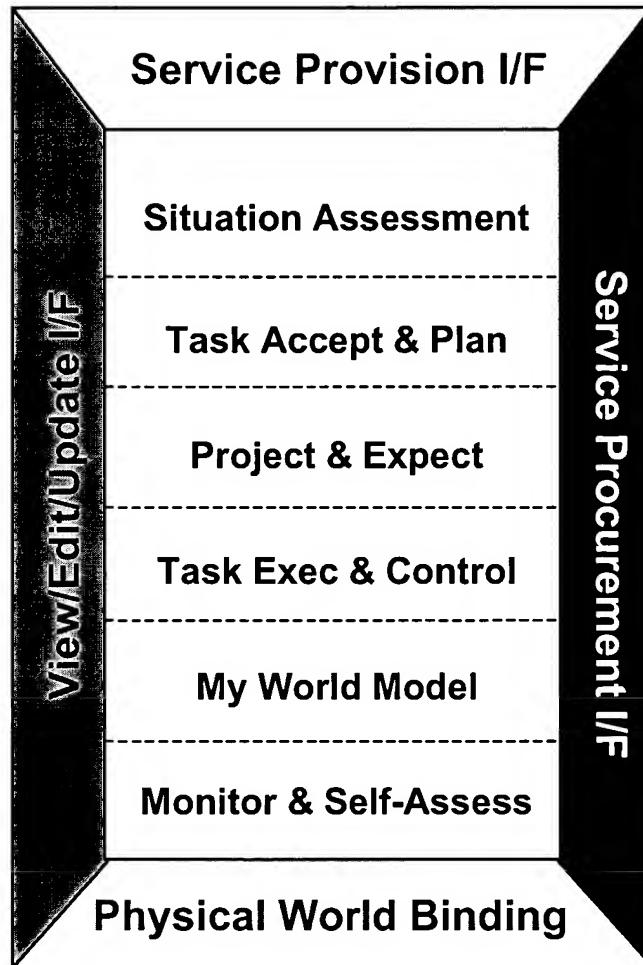 Service Provision I/F
Situation Assessment
Task Accept & Plan
Project & Expect
Task Exec & Control
My World Model
Monitor & Self-Assess
Physical World Binding
View/Edit/Update I/F
Service Procurement I/F